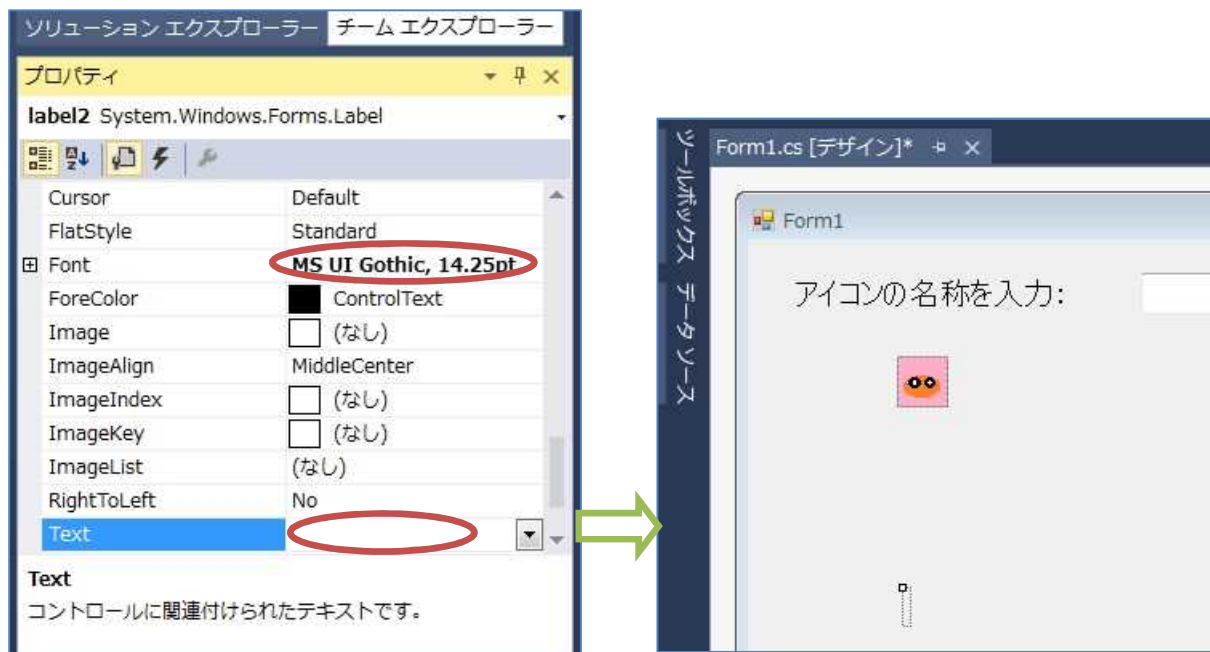 ソリューション エクスプローラー チーム エクスプローラー
プロパティ
label2 System.Windows.Forms.Label
Cursor Default
FlatStyle Standard
Font MS UI Gothic, 14.25pt
ForeColor ControlText
Image (なし)
ImageAlign MiddleCenter
ImageIndex (なし)
ImageKey (なし)
ImageList (なし)
RightToLeft No
Text
Text
コントロールに関連付けられたテキストです。
ツールボックス
データ ソース
Form1.cs [デザイン]*
Form1
アイコンの名称を入力: